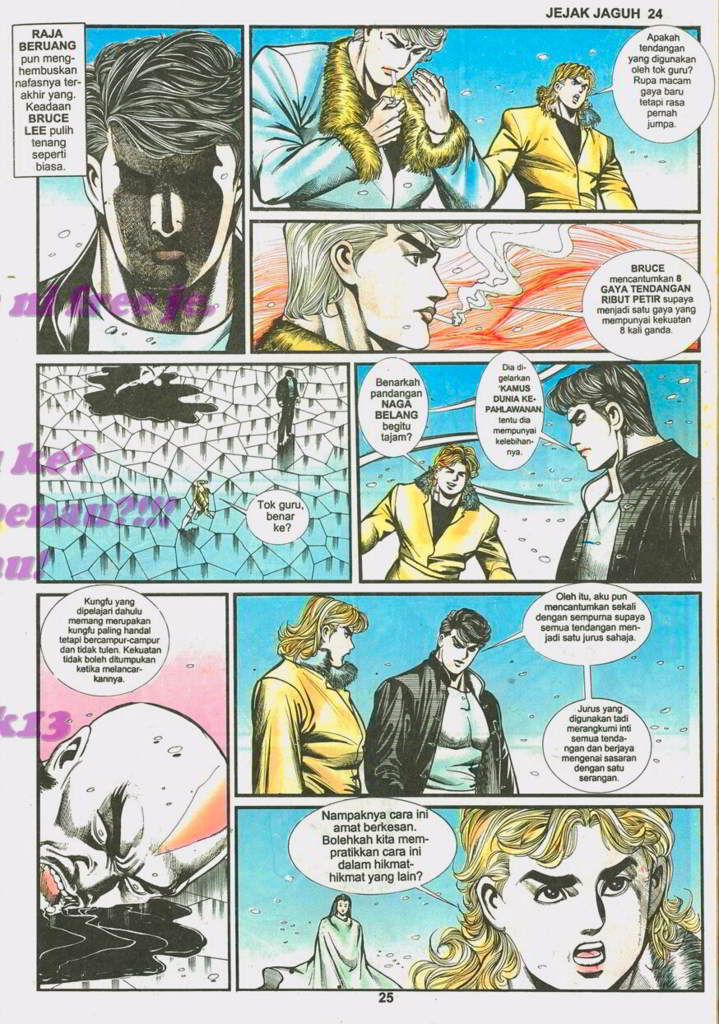 JEJAK JAGUH 24
RAJA
BERUANG
pun meng-
hembuskan
nafasnya ter-
akhir yang.
Keadaan
BRUCE
LEE pulih
tenang
seperti
biasa.
Apakah
tendangan
yang digunakan
oleh tok guru?
Rupa macam
gaya baru
tetapi rasa
pernah
jumpa.
BRUCE
mencantumkan 8
GAYA TENDANGAN
RIBUT PETIR supaya
menjadi satu gaya yang
mempunyai kekuatan
8 kali ganda.
Tok guru,
benar
ke?
Benarkah
pandangan
NAGA
BELANG
begitu
tajam?
Dia di-
gelarkan
'KAMUS
DUNIA KE-
PAHLAWANAN,
tentu dia
mempunyai
kelebihan-
nya.
Kungfu yang
dipelajari dahulu
memang merupakan
kungfu paling handal
tetapi bercampur-campur
dan tidak tulen. Kekuatan
tidak boleh ditumpukan
ketika melancar-
kannya.
Oleh itu, aku pun
mencantumkan sekali
dengan sempurna supaya
semua tendangan men-
jadi satu jurus sahaja.
Jurus yang
digunakan tadi
merangkumi inti
semua tenda-
ngan dan berjaya
mengenai sasaran
dengan satu
serangan.
Nampaknya cara ini
amat berkesan.
Bolehkah kita mem-
pratikkan cara ini
dalam hikmat-
hikmat yang lain?
25
ni free je.
ke?
k13